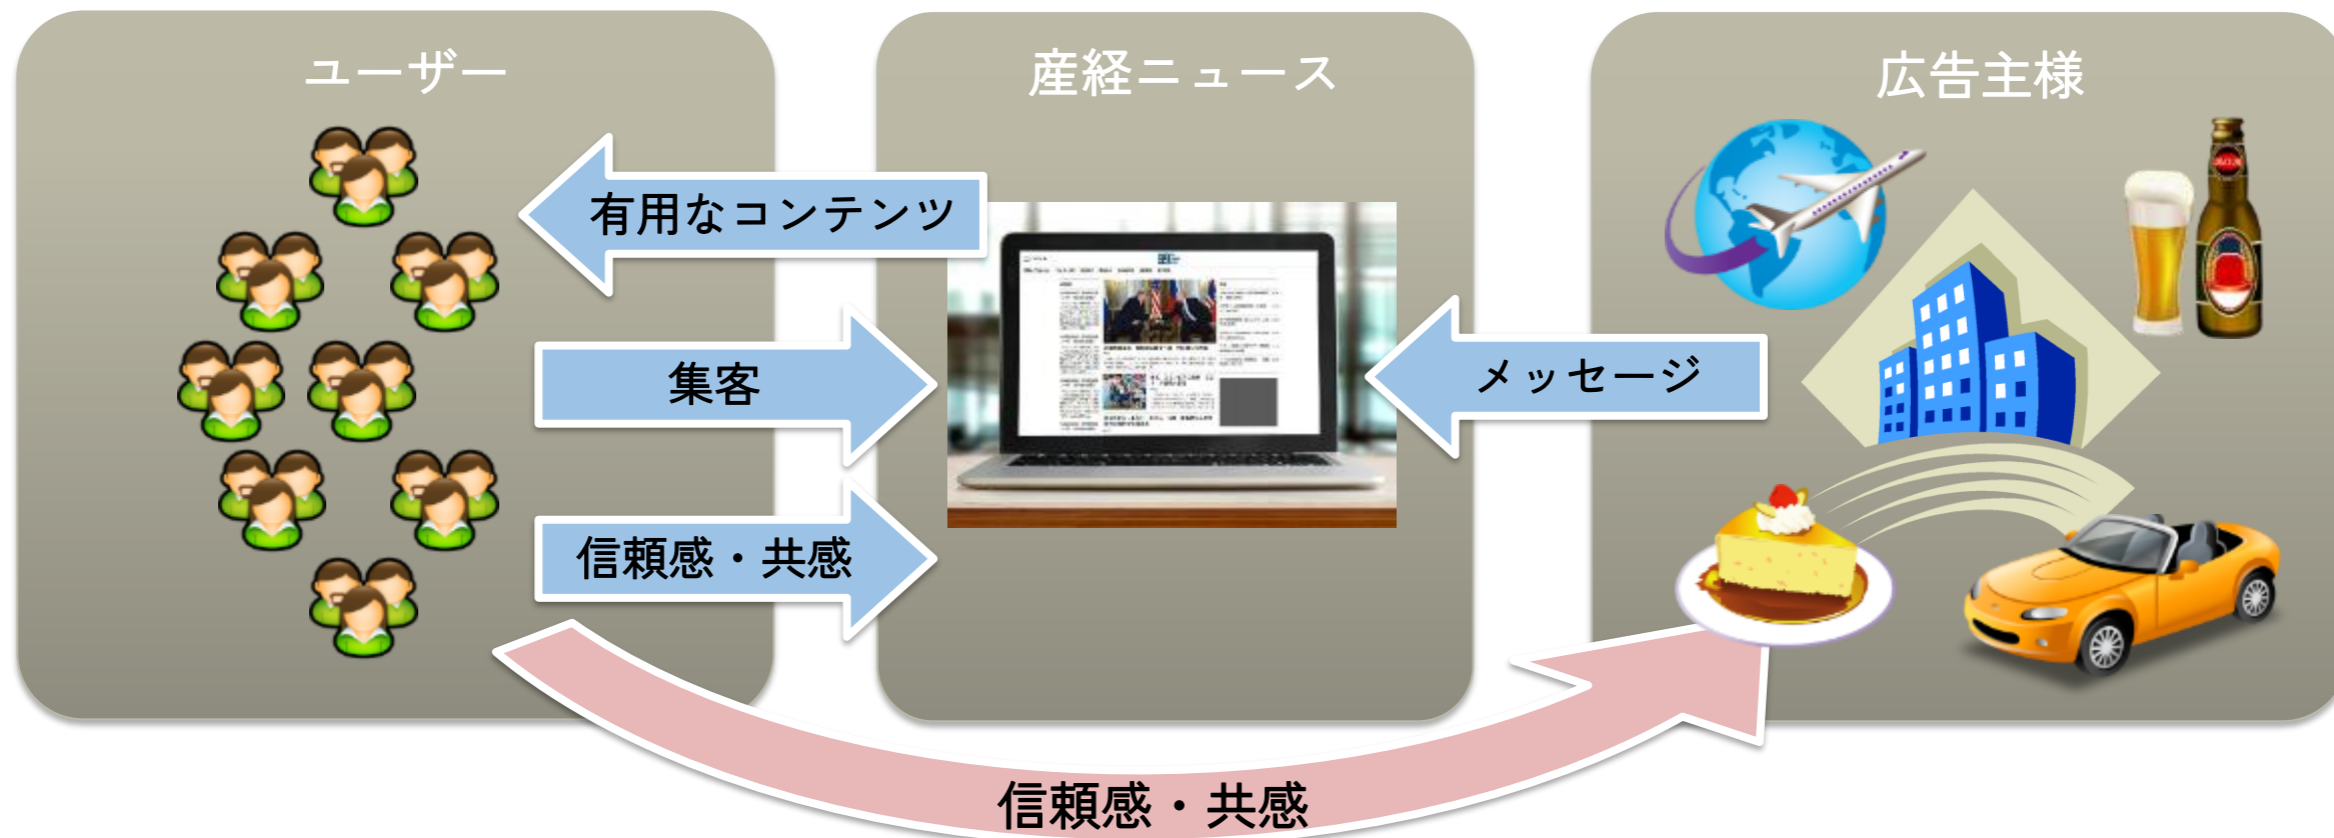 ユーザー
産経ニュース
広告主様
有用なコンテンツ
集客
メッセージ
信頼感・共感
信頼感・共感